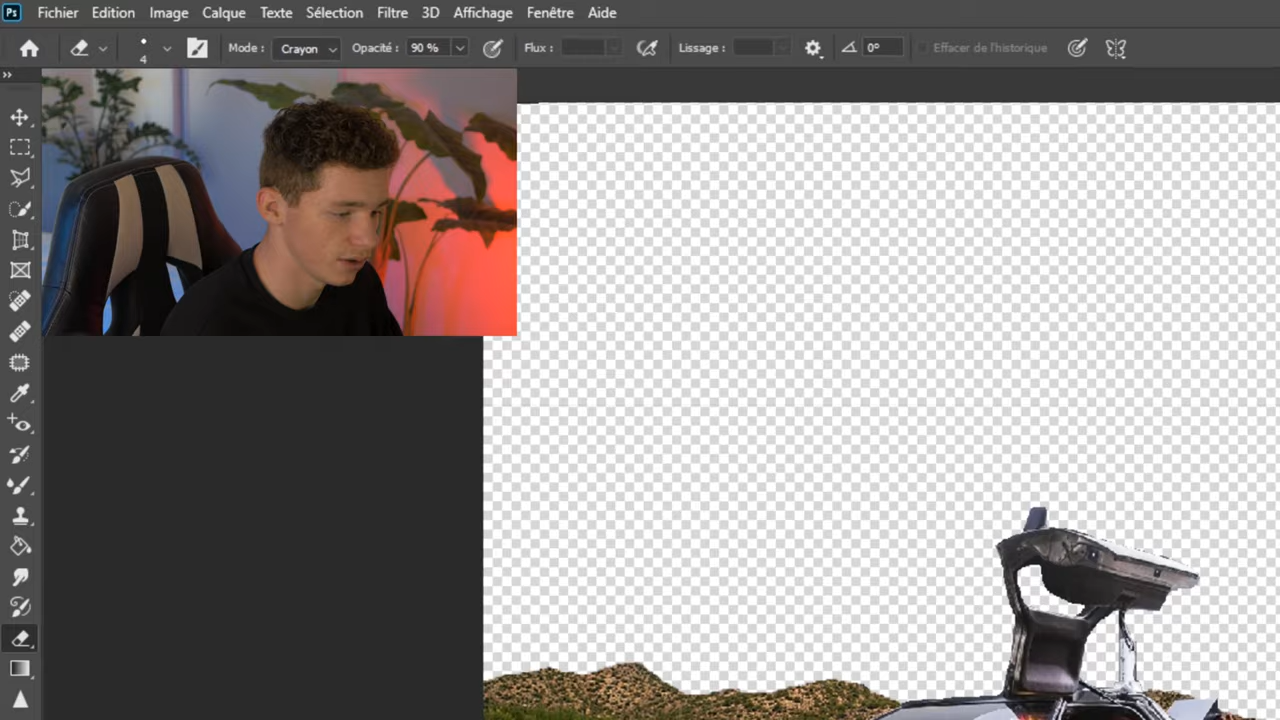 Ps Fichier Edition Image Calque Texte Sélection Filtre 3D Affichage Fenêtre Aide
4 Mode : Crayon Opacité : 90 % Flux : Lissage : 0° Effacer de l'historique